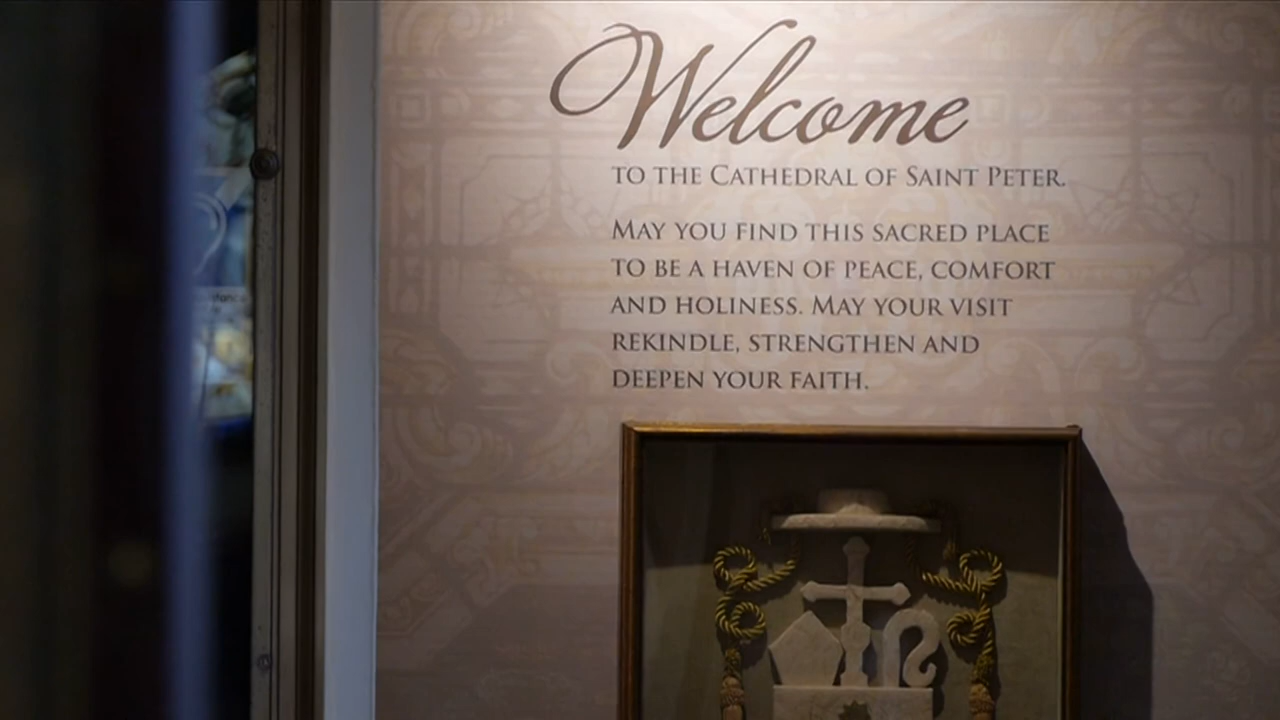 Welcome
TO THE CATHEDRAL OF SAINT PETER.
MAY YOU FIND THIS SACRED PLACE
TO BE A HAVEN OF PEACE, COMFORT
AND HOLINESS. MAY YOUR VISIT
REKINDLE, STRENGTHEN AND
DEEPEN YOUR FAITH.